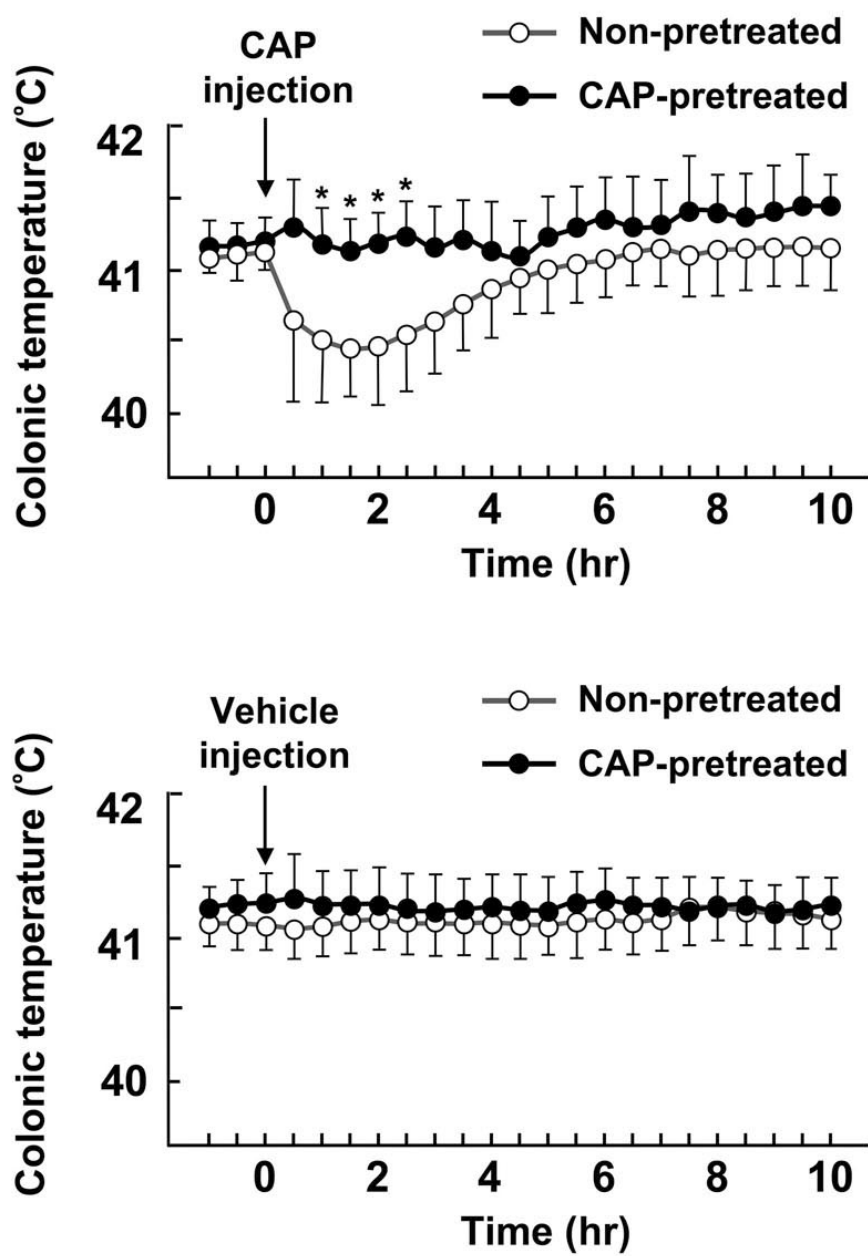 CAP
injection
Non-pretreated
CAP-pretreated
Colonic temperature (°C)
42
41
40
* * * *
0 2 4 6 8 10
Time (hr)
Vehicle
injection
Non-pretreated
CAP-pretreated
Colonic temperature (°C)
42
41
40
0 2 4 6 8 10
Time (hr)